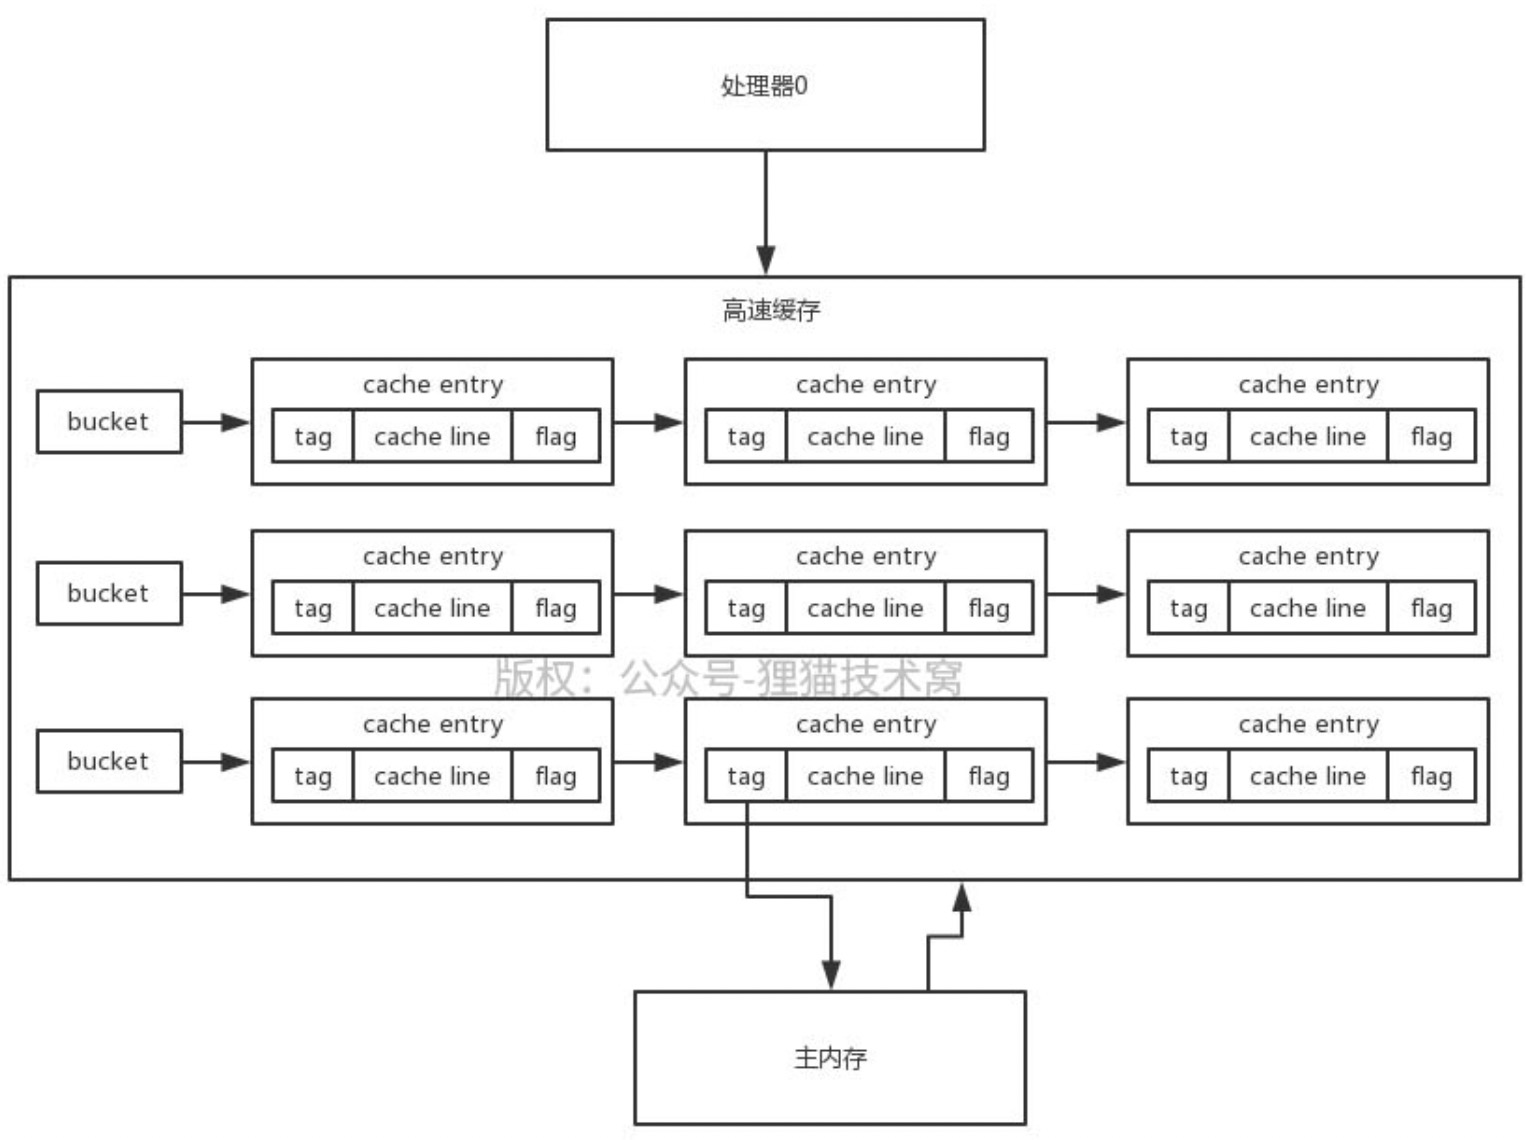 处理器0
高速缓存
bucket
cache entry
tag
cache line
flag
cache entry
tag
cache line
flag
cache entry
tag
cache line
flag
bucket
cache entry
tag
cache line
flag
cache entry
tag
cache line
flag
cache entry
tag
cache line
flag
版权：公众号-狸猫技术窝
bucket
cache entry
tag
cache line
flag
cache entry
tag
cache line
flag
cache entry
tag
cache line
flag
主内存